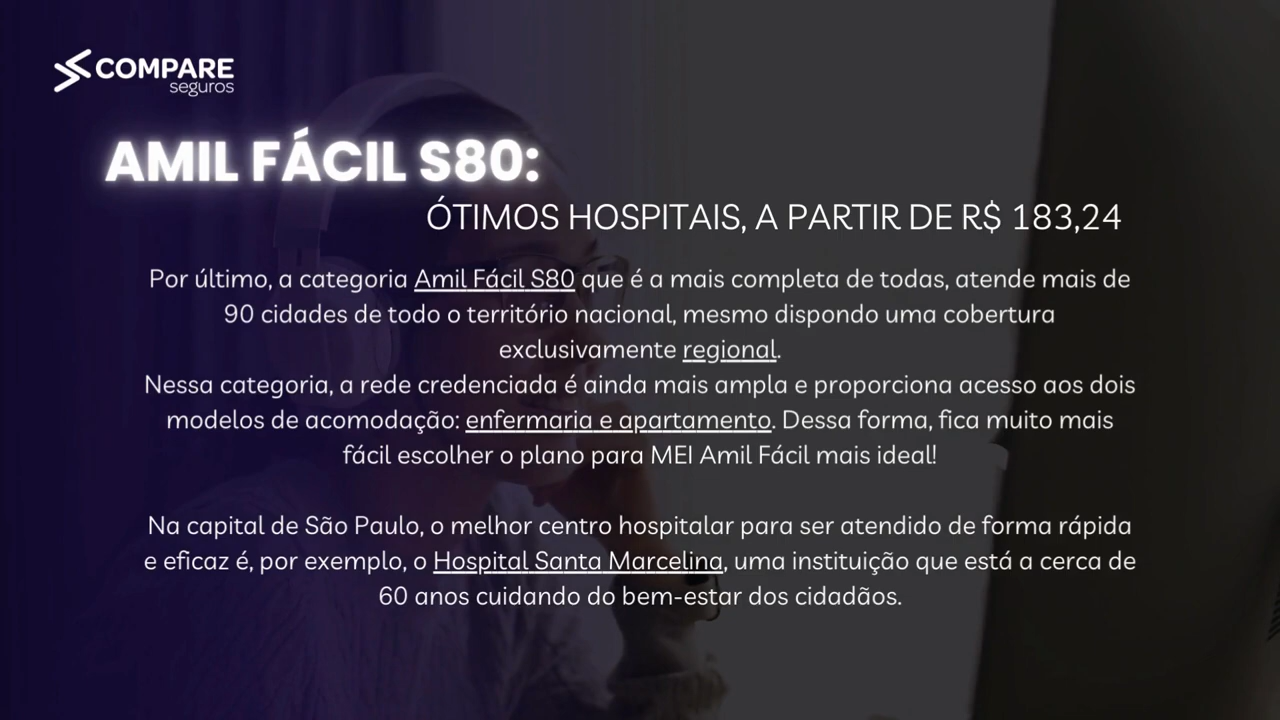 COMPARE
seguros
AMIL FÁCIL S80:
ÓTIMOS HOSPITAIS, A PARTIR DE R$ 183,24
Por último, a categoria Amil Fácil S80 que é a mais completa de todas, atende mais de
90 cidades de todo o território nacional, mesmo dispondo uma cobertura
exclusivamente regional.
Nessa categoria, a rede credenciada é ainda mais ampla e proporciona acesso aos dois
modelos de acomodação: enfermaria e apartamento. Dessa forma, fica muito mais
fácil escolher o plano para MEI Amil Fácil mais ideal!
Na capital de São Paulo, o melhor centro hospitalar para ser atendido de forma rápida
e eficaz é, por exemplo, o Hospital Santa Marcelina, uma instituição que está a cerca de
60 anos cuidando do bem-estar dos cidadãos.